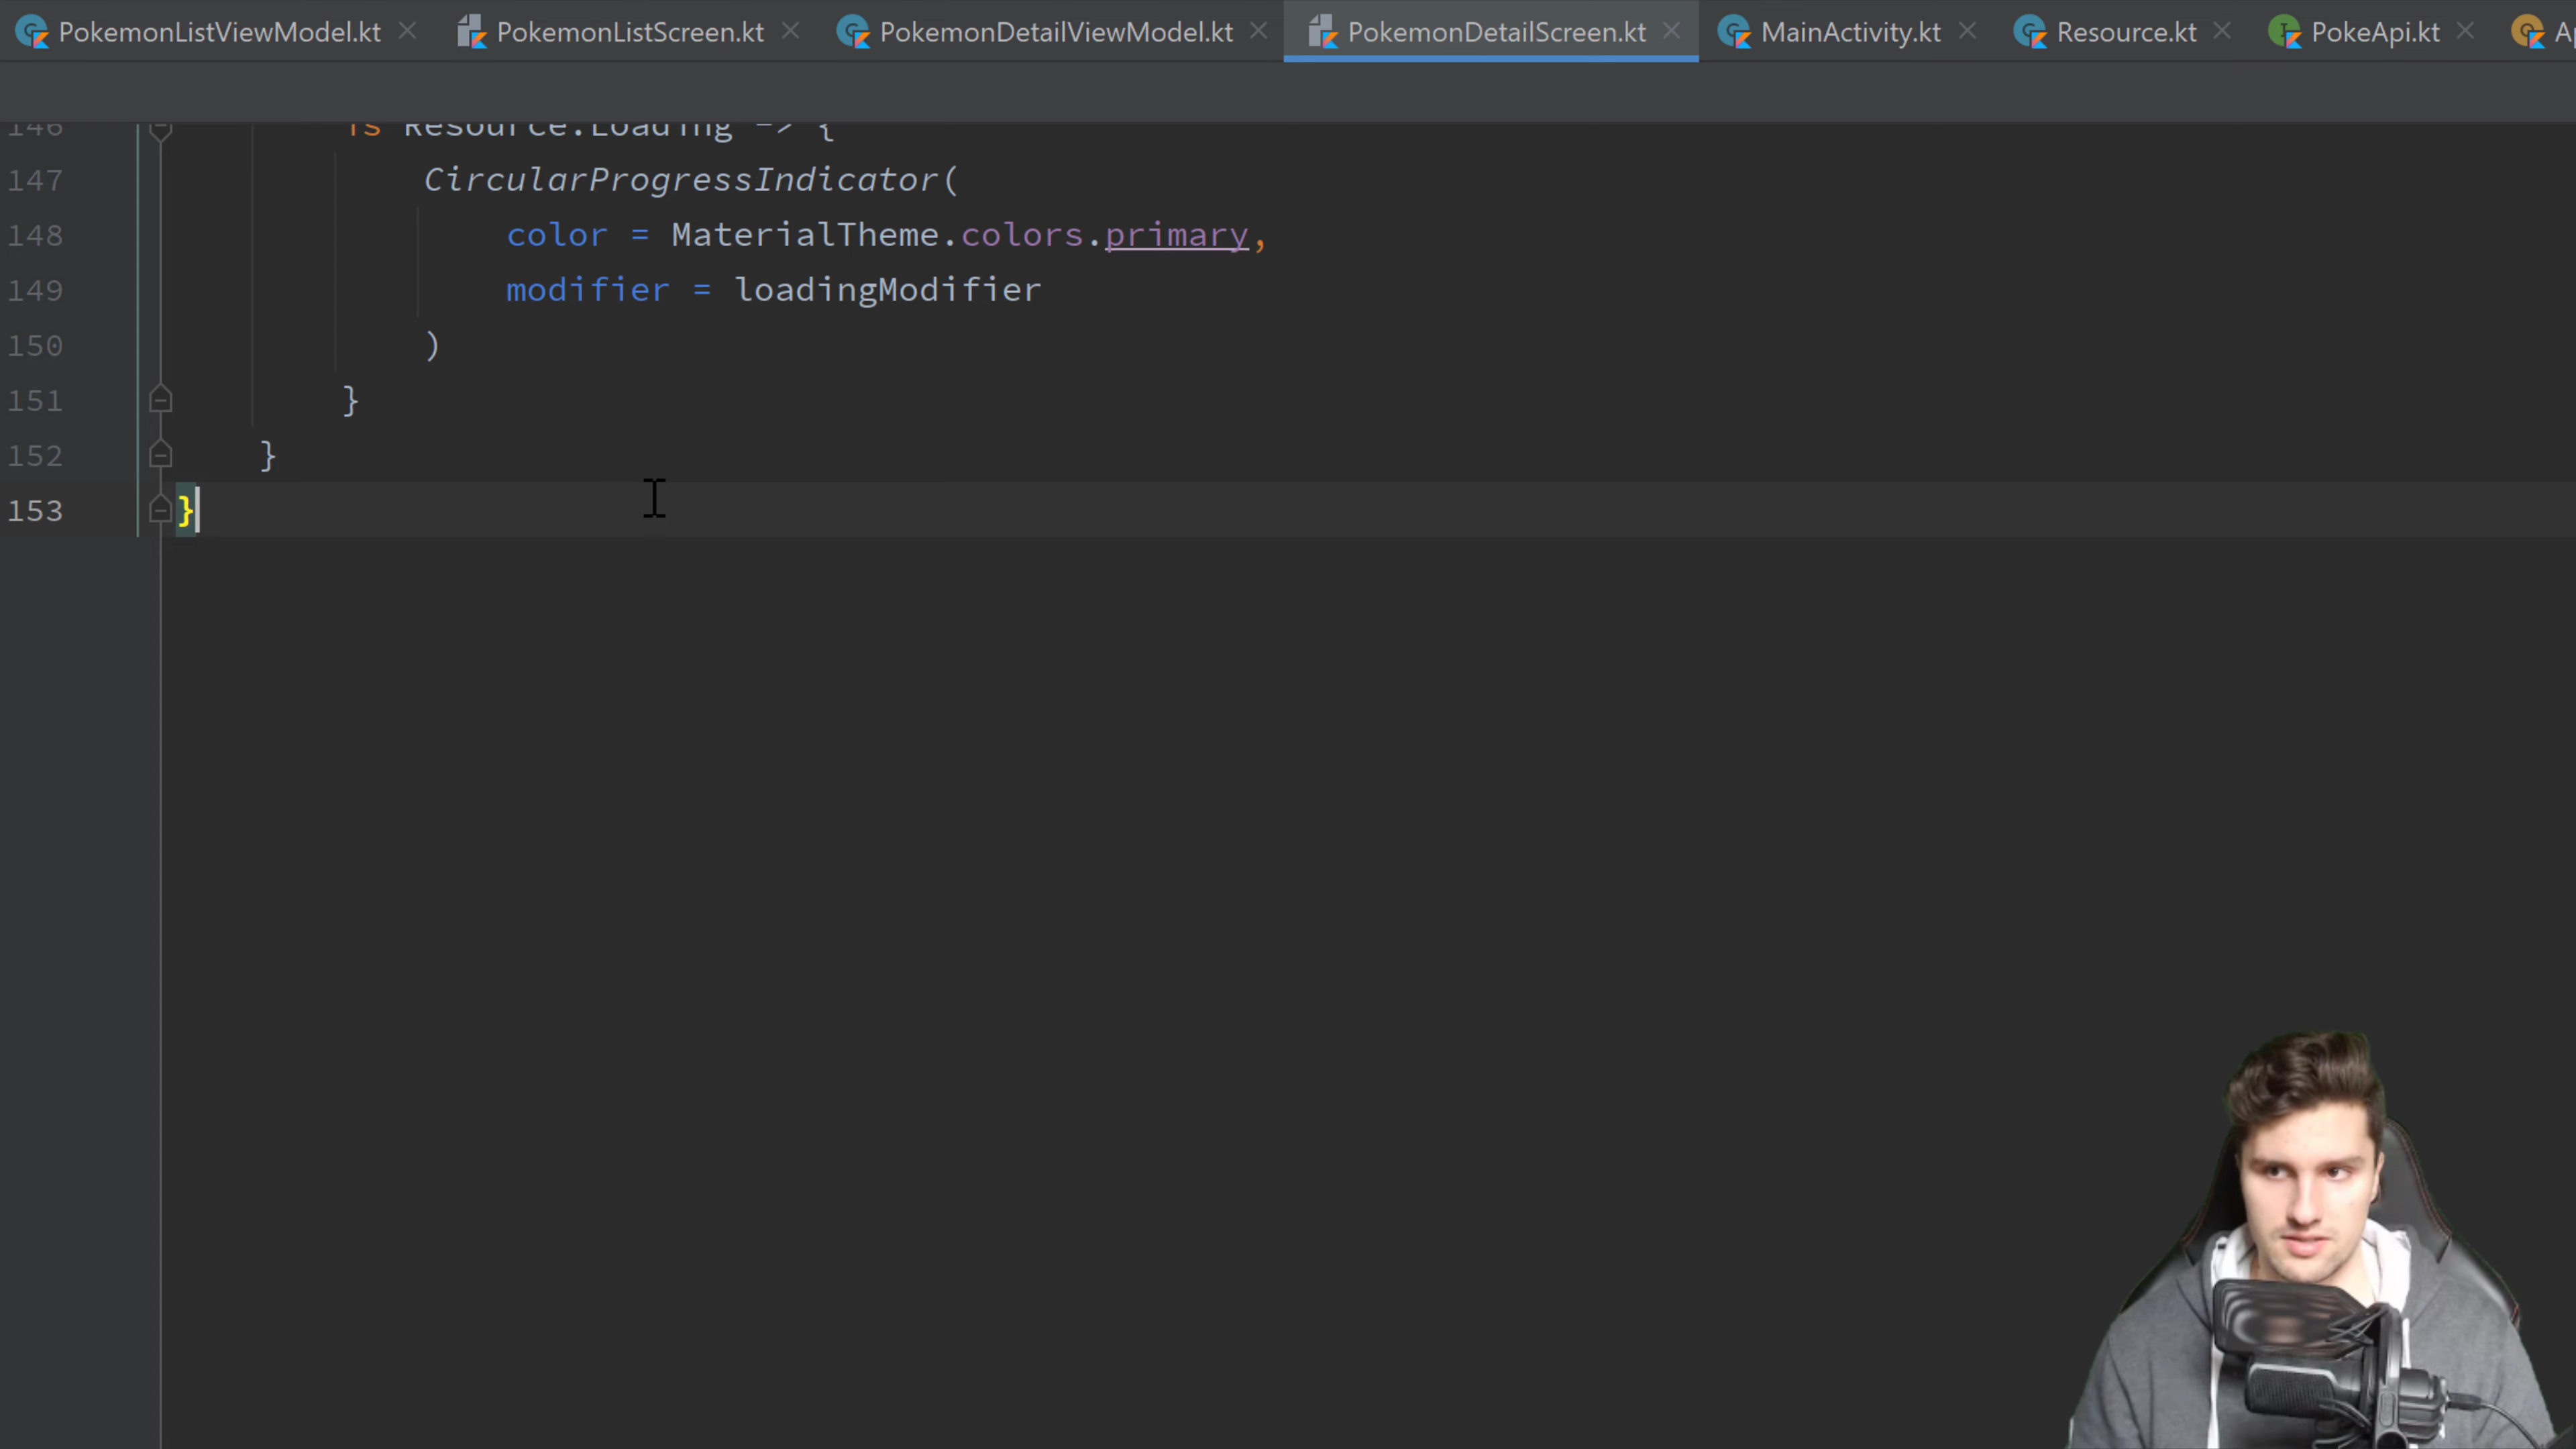 PokemonListViewModel.kt PokemonListScreen.kt PokemonDetailViewModel.kt PokemonDetailScreen.kt MainActivity.kt Resource.kt PokeApi.kt
146 is Resource.Loading -> {
147 CircularProgressIndicator(
148 color = MaterialTheme.colors.primary,
149 modifier = loadingModifier
150 )
151 }
152 }
153 }